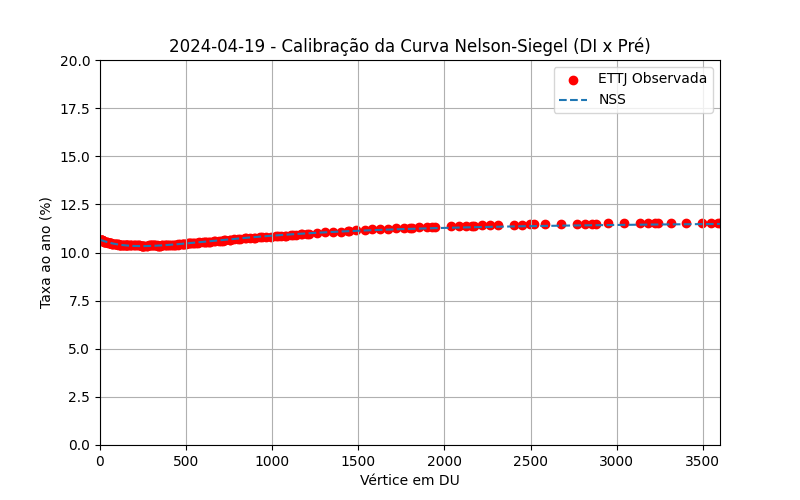 2024-04-19 - Calibração da Curva Nelson-Siegel (DI x Pré)
ETTJ Observada
NSS
Taxa ao ano (%)
20.0
17.5
15.0
12.5
10.0
7.5
5.0
2.5
0.0
0 500 1000 1500 2000 2500 3000 3500
Vértice em DU